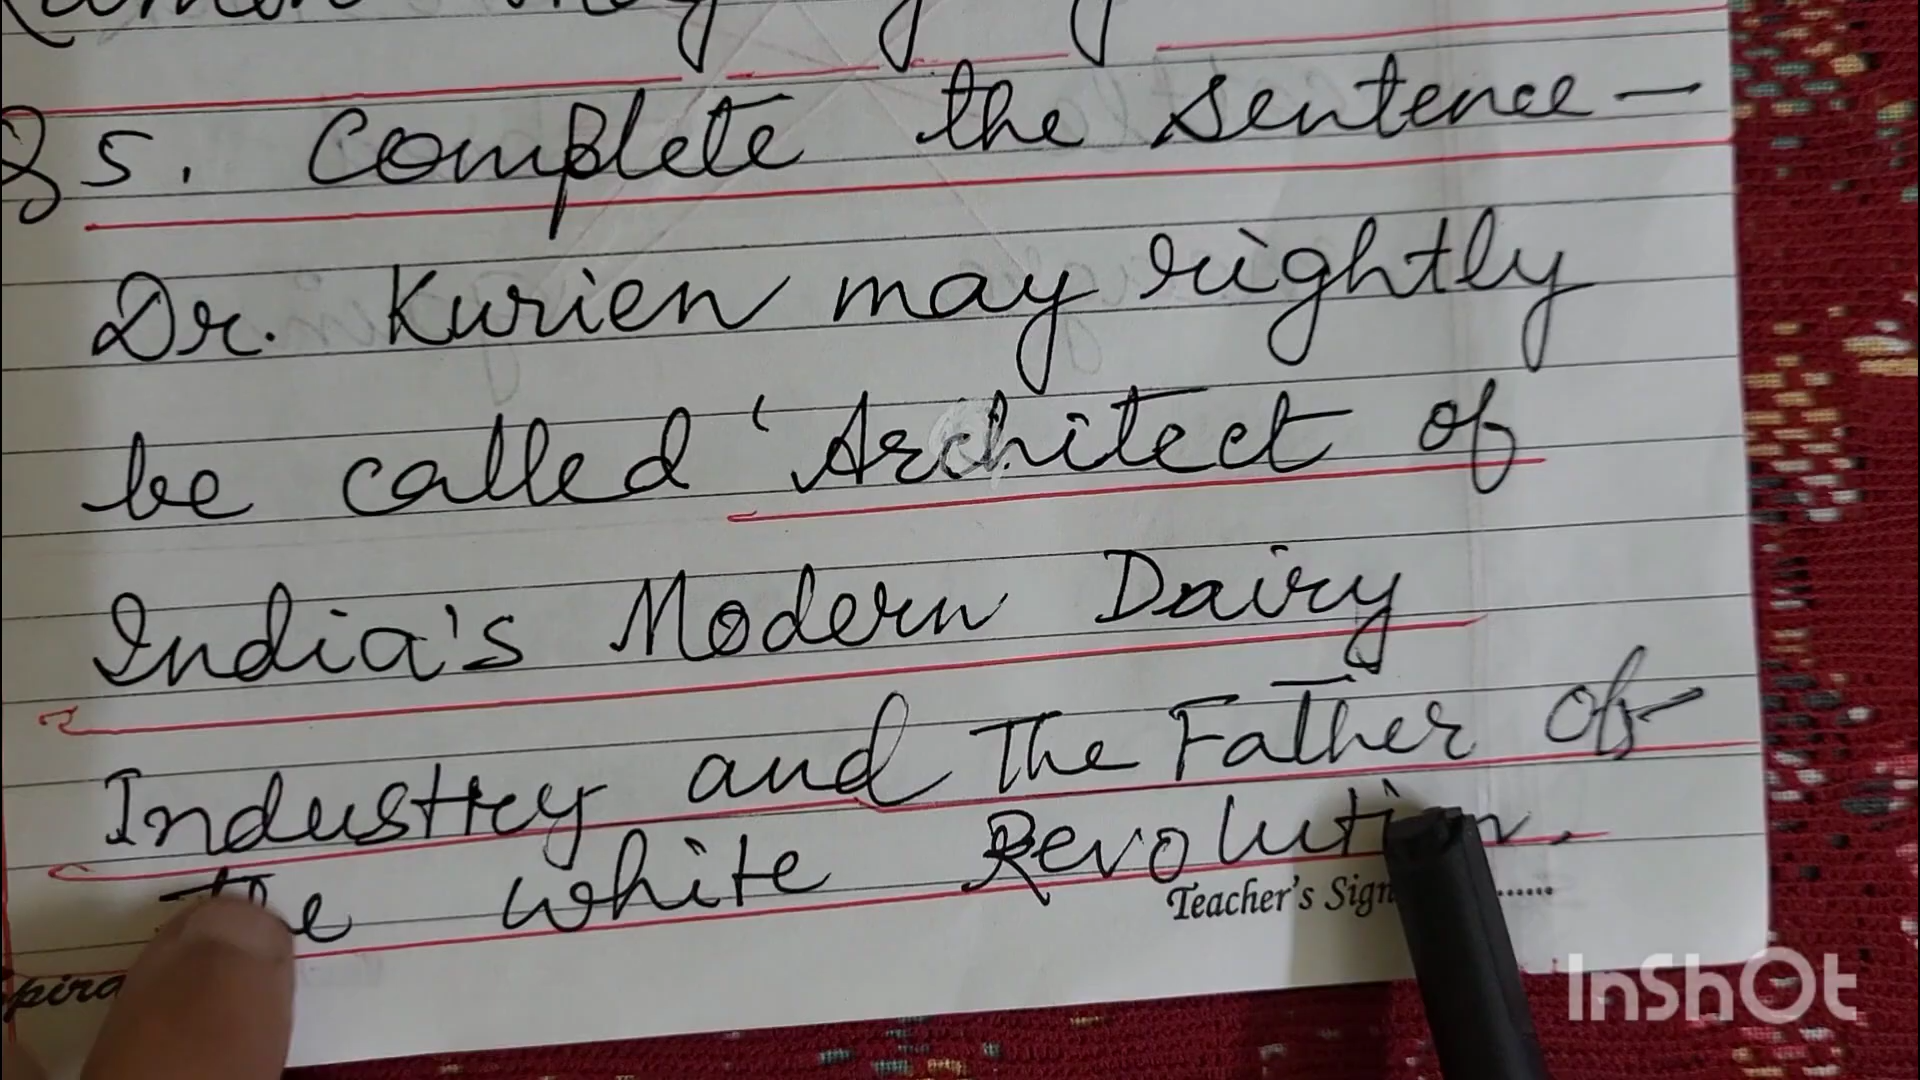 Q5. Complete the sentence —
Dr. Kurien may rightly
be called ' Architect of
India's Modern Dairy
Industry and The Father of
the white Revolution.
Teacher's Sign ......
InShOt